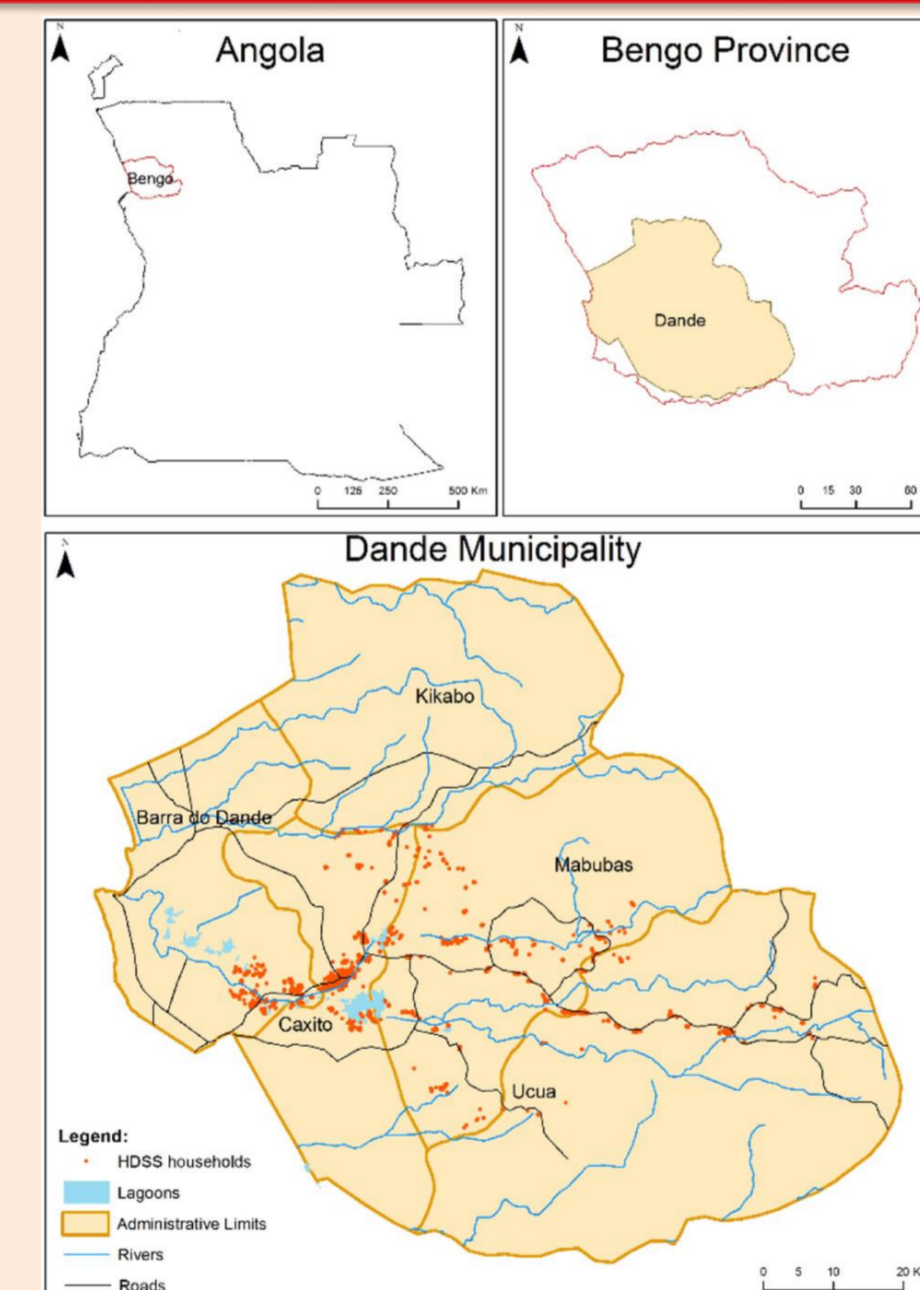 N
Angola
Bengo
0 125 250 500 Km
N
Bengo Province
Dande
0 15 30 60
N
Dande Municipality
Kikabo
Barra do Dande
Mabubas
Caxito
Ucua
Legend:
HDSS households
Lagoons
Administrative Limits
Rivers
Roads
0 5 10 20 K